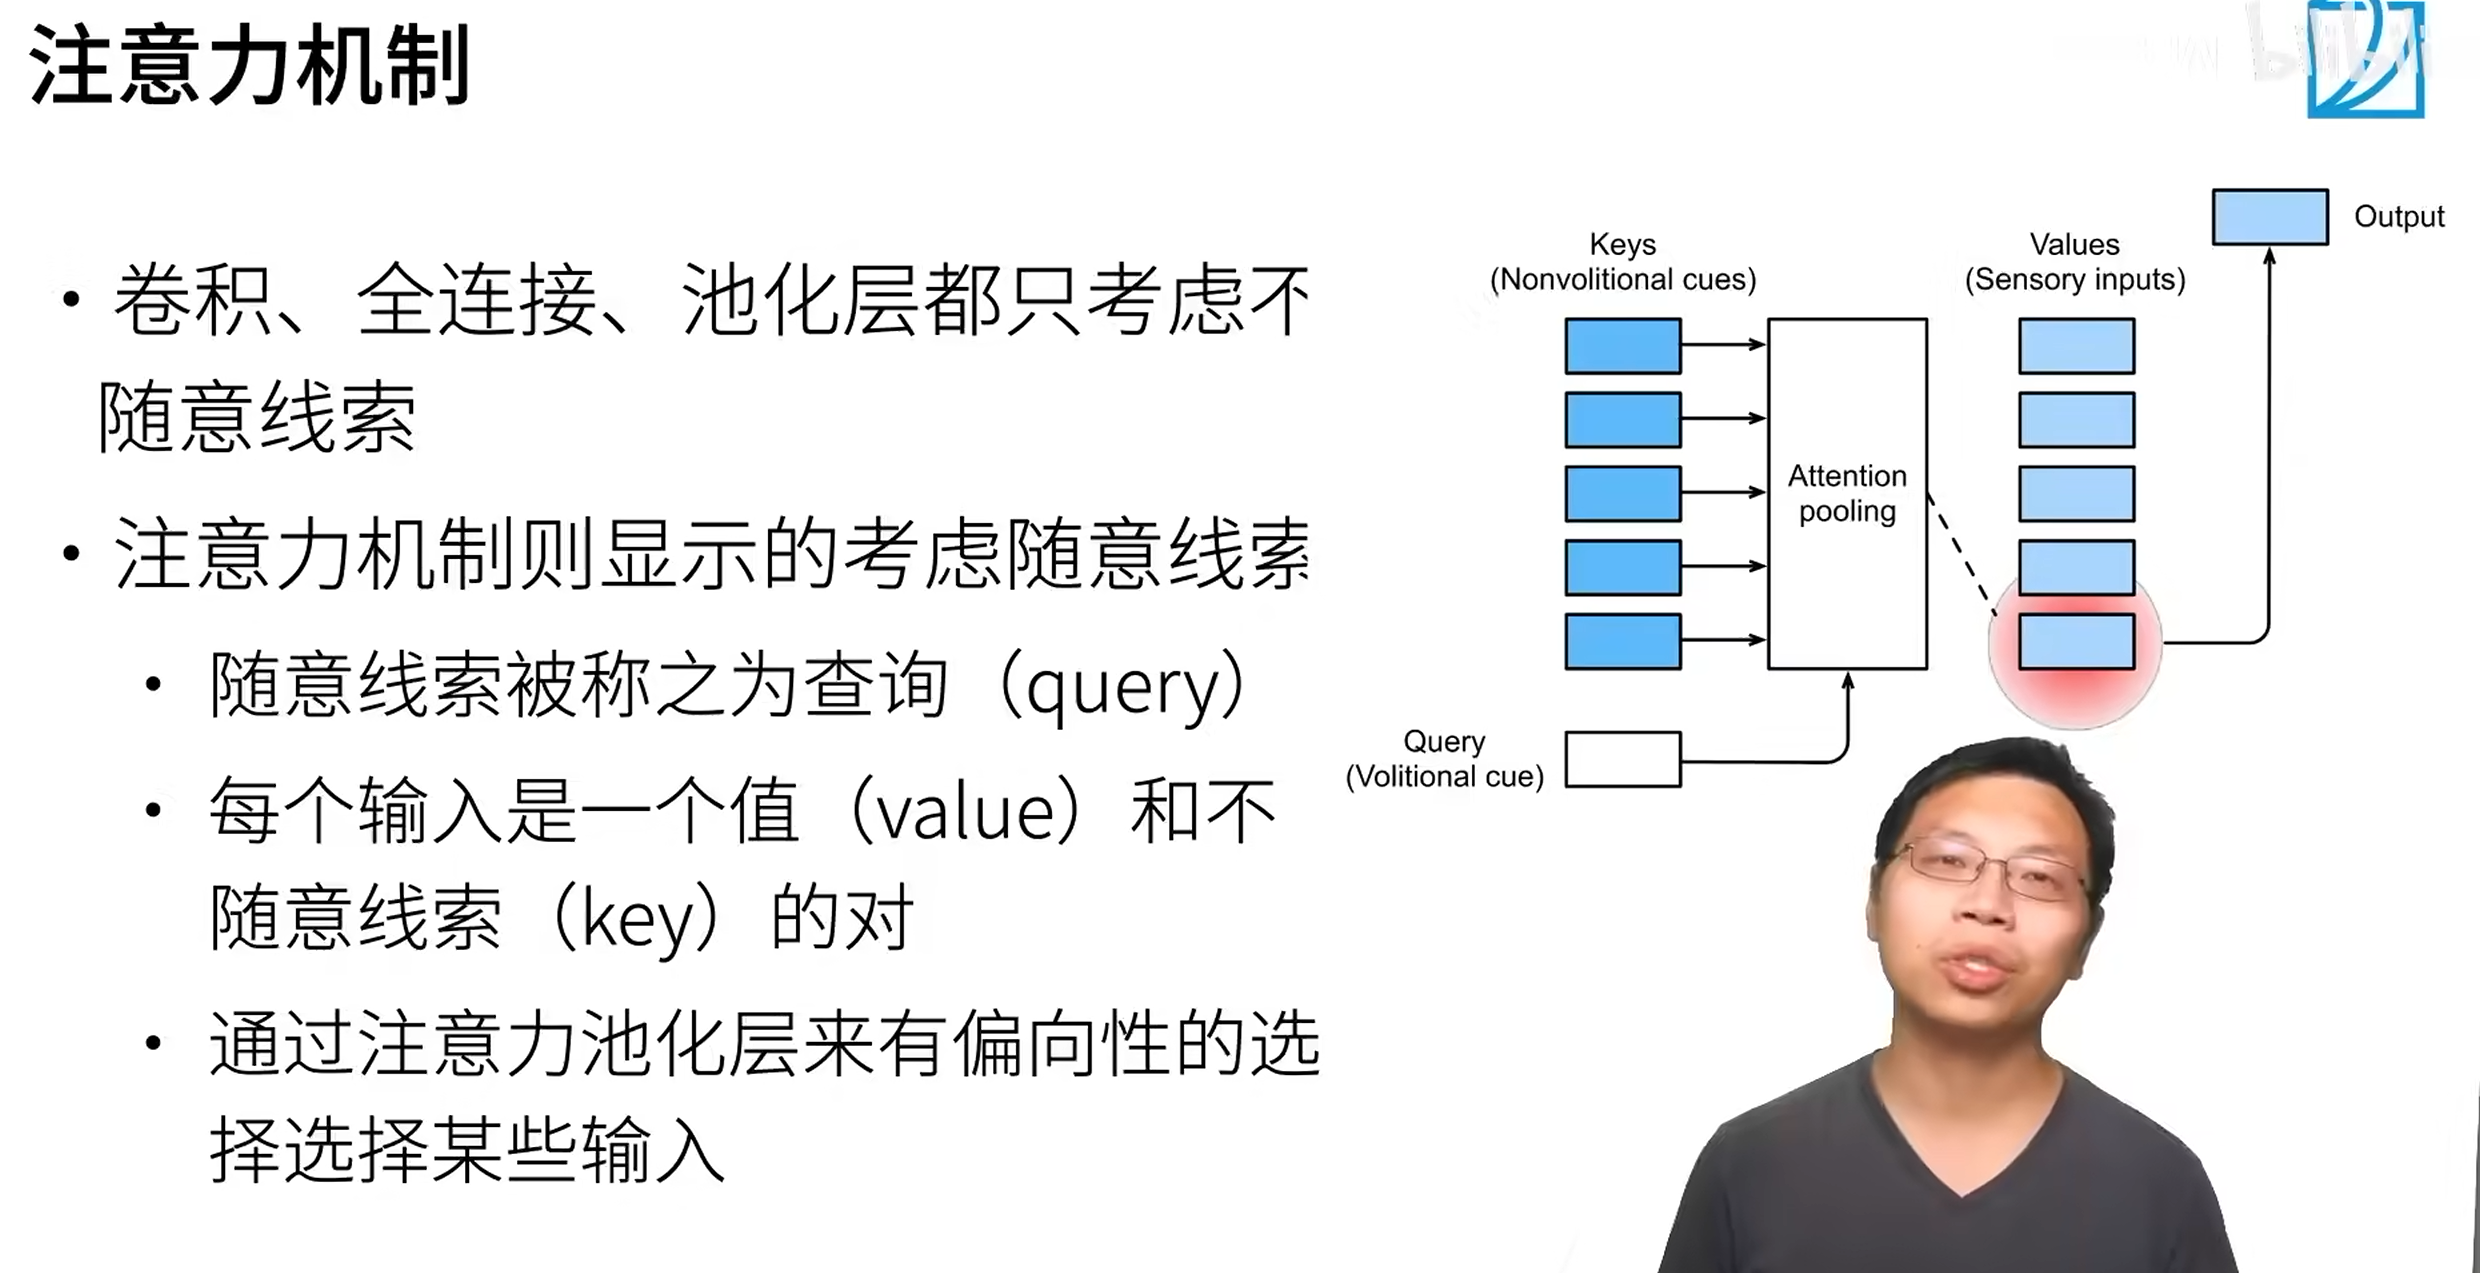 注意力机制
bilibili
• 卷积、全连接、池化层都只考虑不
随意线索
• 注意力机制则显示的考虑随意线索
• 随意线索被称之为查询（query）
• 每个输入是一个值（value）和不
随意线索（key）的对
• 通过注意力池化层来有偏向性的选
择选择某些输入
Keys
(Nonvolitional cues)
Values
(Sensory inputs)
Output
Attention
pooling
Query
(Volitional cue)